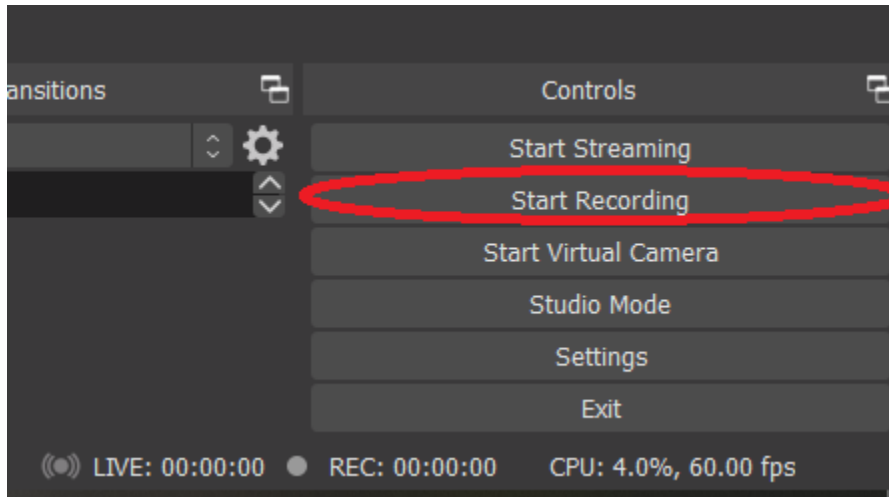 ansitions
Controls
Start Streaming
Start Recording
Start Virtual Camera
Studio Mode
Settings
Exit
LIVE: 00:00:00 REC: 00:00:00 CPU: 4.0%, 60.00 fps